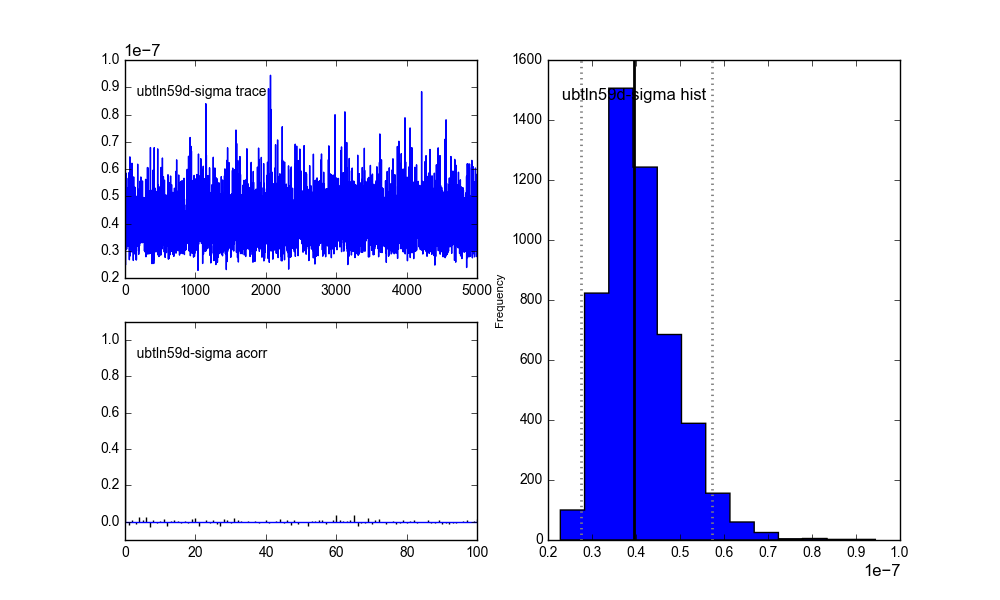 1e−7
1.0
0.9
0.8
0.7
0.6
0.5
0.4
0.3
0.2
ubtln59d-sigma trace
0 1000 2000 3000 4000 5000
1.0
0.8
0.6
0.4
0.2
0.0
ubtln59d-sigma acorr
0 20 40 60 80 100
Frequency
1600
1400
1200
1000
800
600
400
200
0
ubtln59d-sigma hist
0.2 0.3 0.4 0.5 0.6 0.7 0.8 0.9 1.0
1e−7